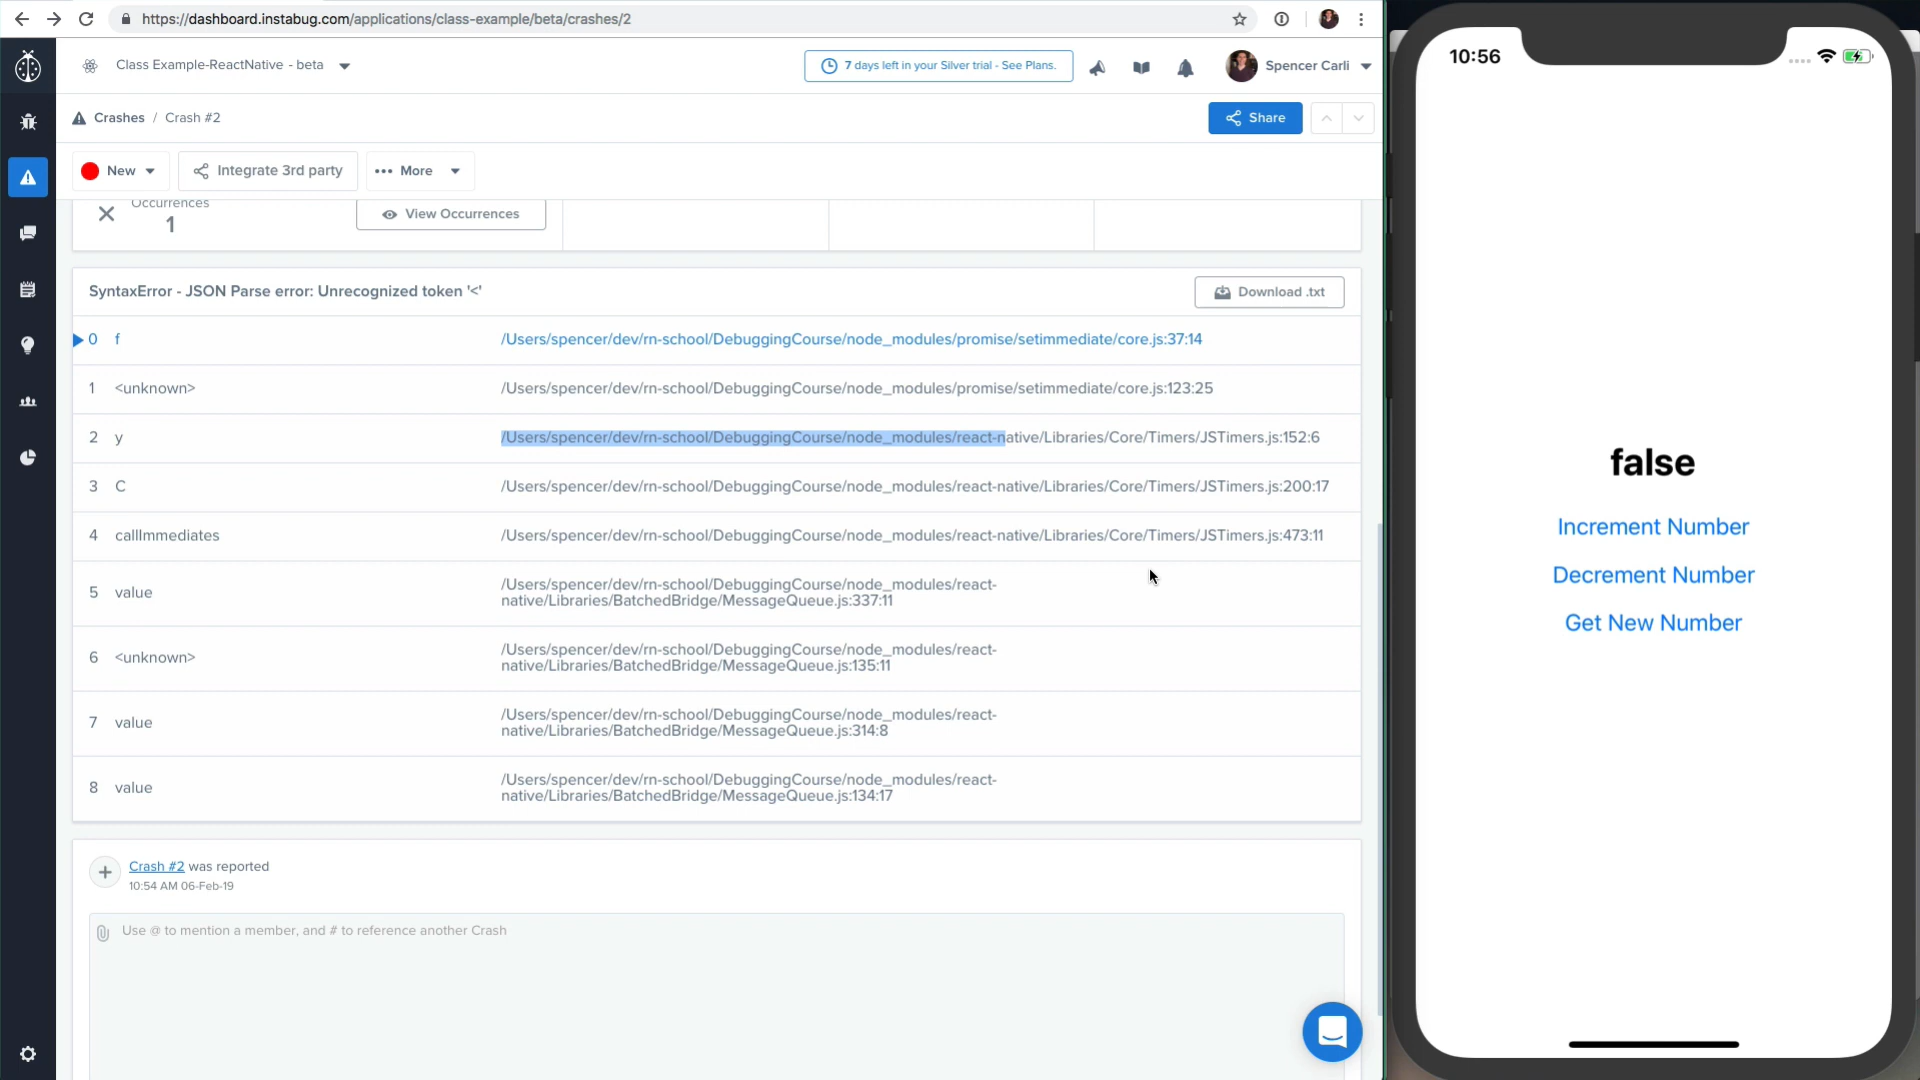 https://dashboard.instabug.com/applications/class-example/beta/crashes/2
Class Example-ReactNative - beta
7 days left in your Silver trial - See Plans.
Spencer Carli
Crashes / Crash #2
Share
New
Integrate 3rd party
More
Occurrences
1
View Occurrences
SyntaxError - JSON Parse error: Unrecognized token '<'
Download .txt
0 f /Users/spencer/dev/rn-school/DebuggingCourse/node_modules/promise/setimmediate/core.js:37:14
1 <unknown> /Users/spencer/dev/rn-school/DebuggingCourse/node_modules/promise/setimmediate/core.js:123:25
2 y /Users/spencer/dev/rn-school/DebuggingCourse/node_modules/react-native/Libraries/Core/Timers/JSTimers.js:152:6
3 C /Users/spencer/dev/rn-school/DebuggingCourse/node_modules/react-native/Libraries/Core/Timers/JSTimers.js:200:17
4 callImmediates /Users/spencer/dev/rn-school/DebuggingCourse/node_modules/react-native/Libraries/Core/Timers/JSTimers.js:473:11
5 value /Users/spencer/dev/rn-school/DebuggingCourse/node_modules/react-
native/Libraries/BatchedBridge/MessageQueue.js:337:11
6 <unknown> /Users/spencer/dev/rn-school/DebuggingCourse/node_modules/react-
native/Libraries/BatchedBridge/MessageQueue.js:135:11
7 value /Users/spencer/dev/rn-school/DebuggingCourse/node_modules/react-
native/Libraries/BatchedBridge/MessageQueue.js:314:8
8 value /Users/spencer/dev/rn-school/DebuggingCourse/node_modules/react-
native/Libraries/BatchedBridge/MessageQueue.js:134:17
Crash #2 was reported
10:54 AM 06-Feb-19
Use @ to mention a member, and # to reference another Crash
10:56
false
Increment Number
Decrement Number
Get New Number